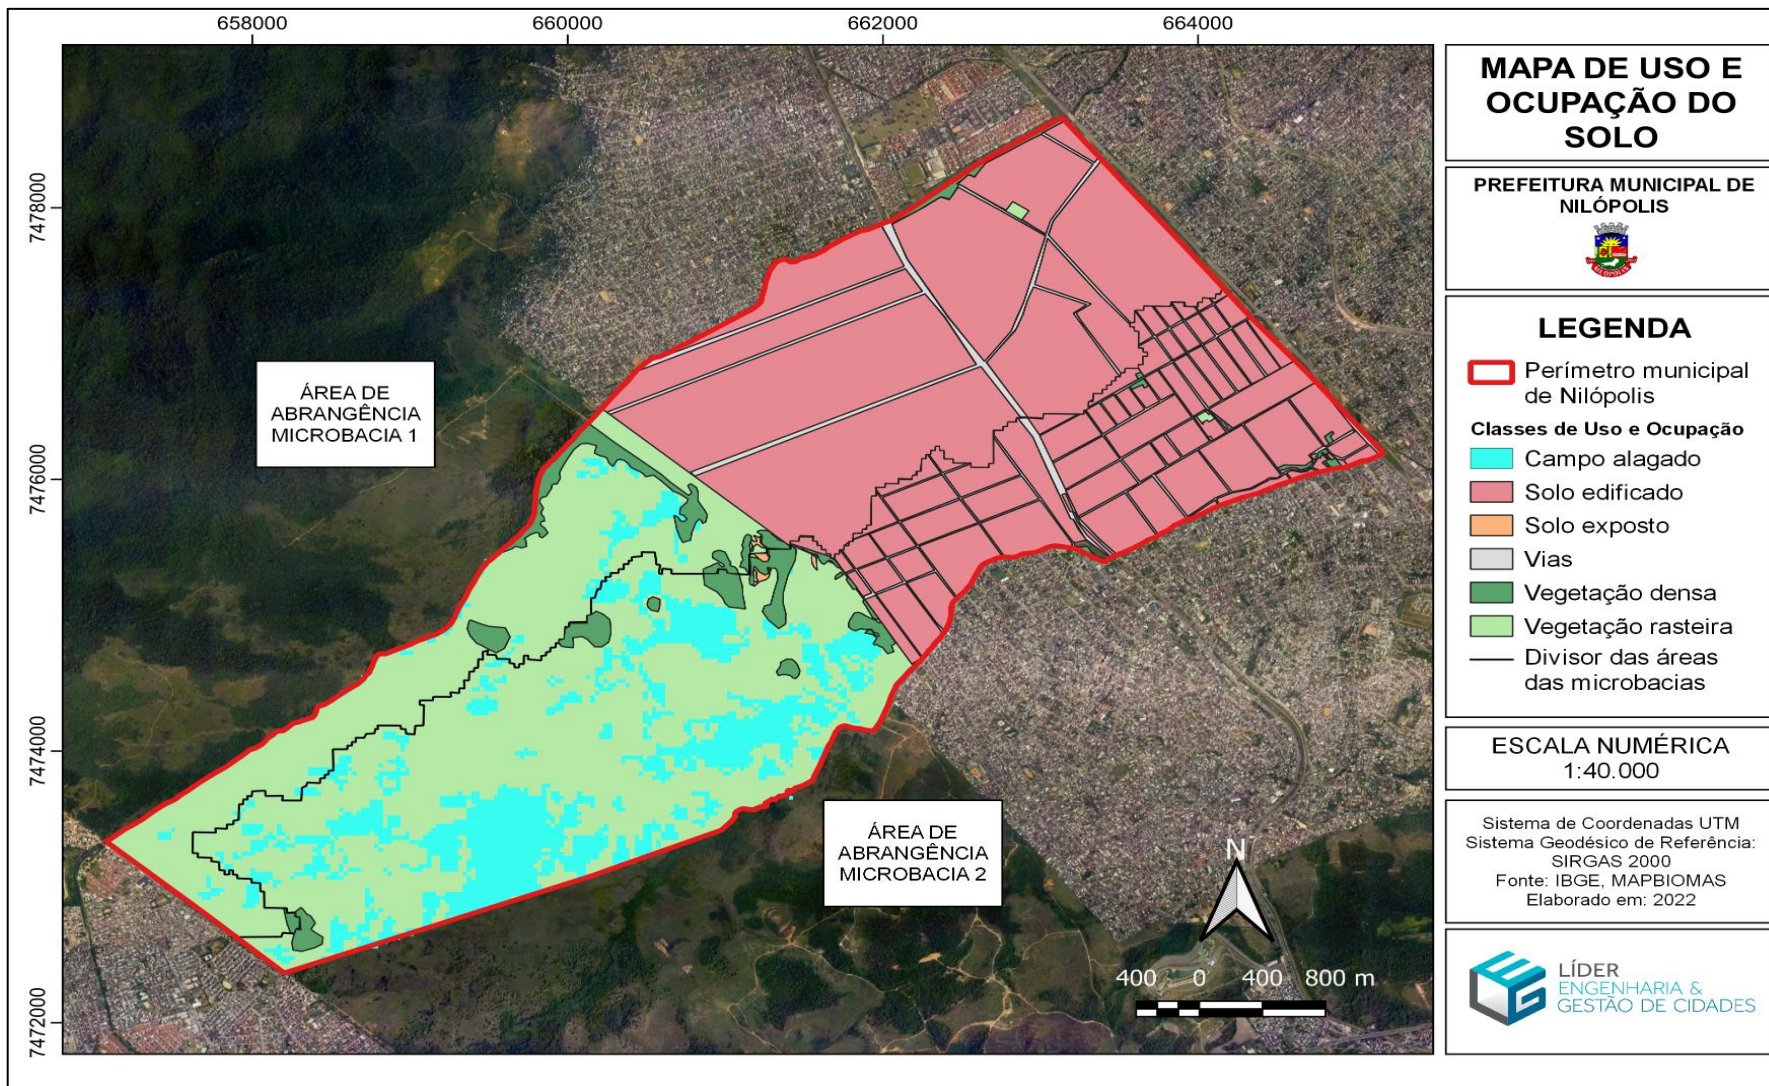 658000
660000
662000
664000
7478000
7476000
7474000
7472000
ÁREA DE
ABRANGÊNCIA
MICROBACIA 1
ÁREA DE
ABRANGÊNCIA
MICROBACIA 2
N
400 0 400 800 m
MAPA DE USO E
OCUPAÇÃO DO
SOLO
PREFEITURA MUNICIPAL DE
NILÓPOLIS
NILÓPOLIS
LEGENDA
Perímetro municipal
de Nilópolis
Classes de Uso e Ocupação
Campo alagado
Solo edificado
Solo exposto
Vias
Vegetação densa
Vegetação rasteira
Divisor das áreas
das microbacias
ESCALA NUMÉRICA
1:40.000
Sistema de Coordenadas UTM
Sistema Geodésico de Referência:
SIRGAS 2000
Fonte: IBGE, MAPBIOMAS
Elaborado em: 2022
LÍDER
ENGENHARIA &
GESTÃO DE CIDADES